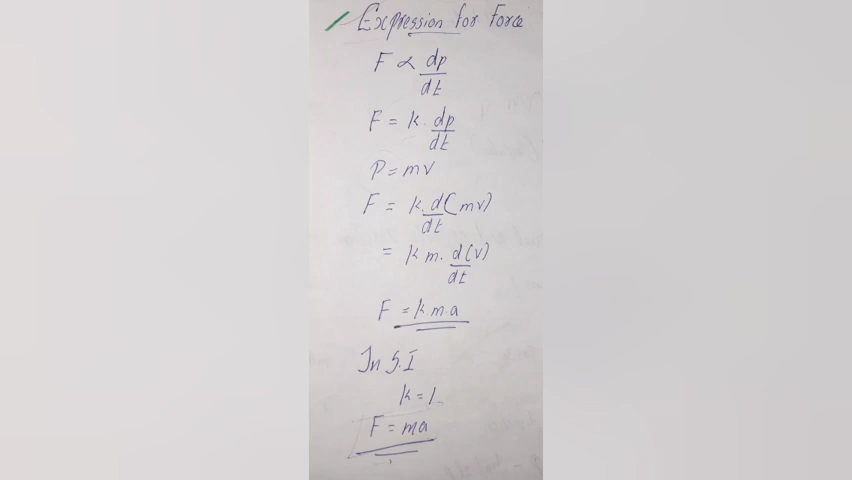 Expression for Force
F ∝ dp/dt
F = k. dp/dt
P = mv
F = k. d/dt (mv)
= k m. d(v)/dt
F = k.m.a
In S.I
k = 1
F = ma